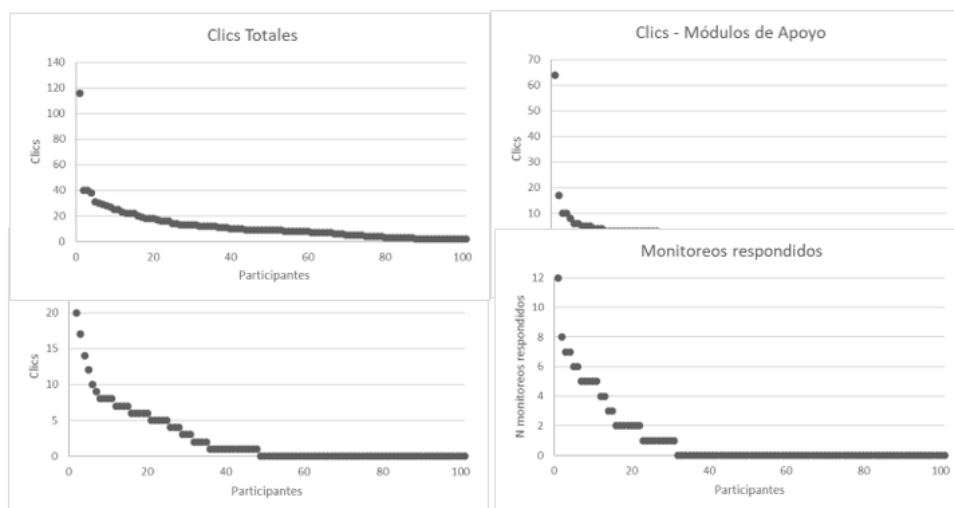 Clics Totales
140
120
100
80
60
40
20
0
Clics
0 20 40 60 80 100
Participantes
Clics - Módulos de Apoyo
70
60
50
40
30
20
10
Clics
20
15
10
5
0
Clics
0 20 40 60 80 100
Participantes
Monitoreos respondidos
12
10
8
6
4
2
0
N monitoreos respondidos
0 20 40 60 80 100
Participantes